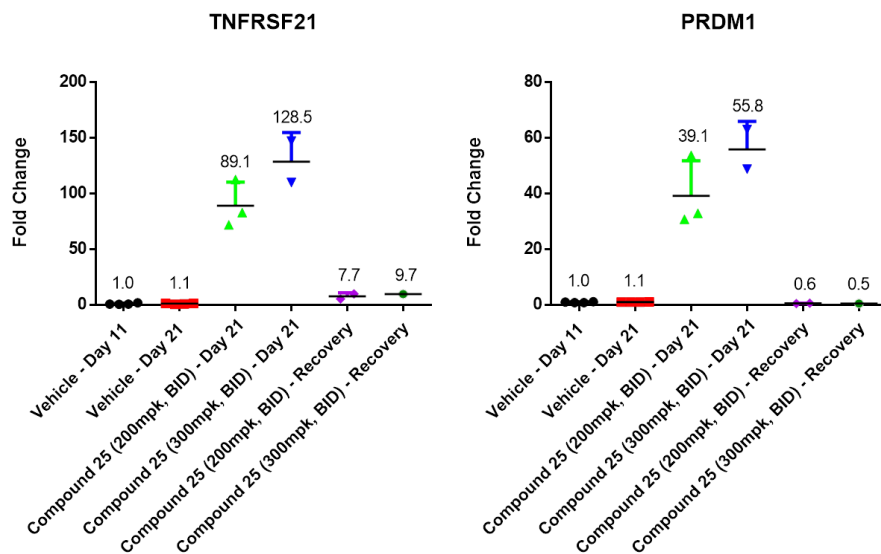 TNFRSF21
Fold Change
200
150
100
50
0
1.0
1.1
89.1
128.5
7.7
9.7
Vehicle - Day 11
Vehicle - Day 21
Compound 25 (200mpk, BID) - Day 21
Compound 25 (300mpk, BID) - Day 21
Compound 25 (200mpk, BID) - Recovery
Compound 25 (300mpk, BID) - Recovery
PRDM1
Fold Change
80
60
40
20
0
1.0
1.1
39.1
55.8
0.6
0.5
Vehicle - Day 11
Vehicle - Day 21
Compound 25 (200mpk, BID) - Day 21
Compound 25 (300mpk, BID) - Day 21
Compound 25 (200mpk, BID) - Recovery
Compound 25 (300mpk, BID) - Recovery